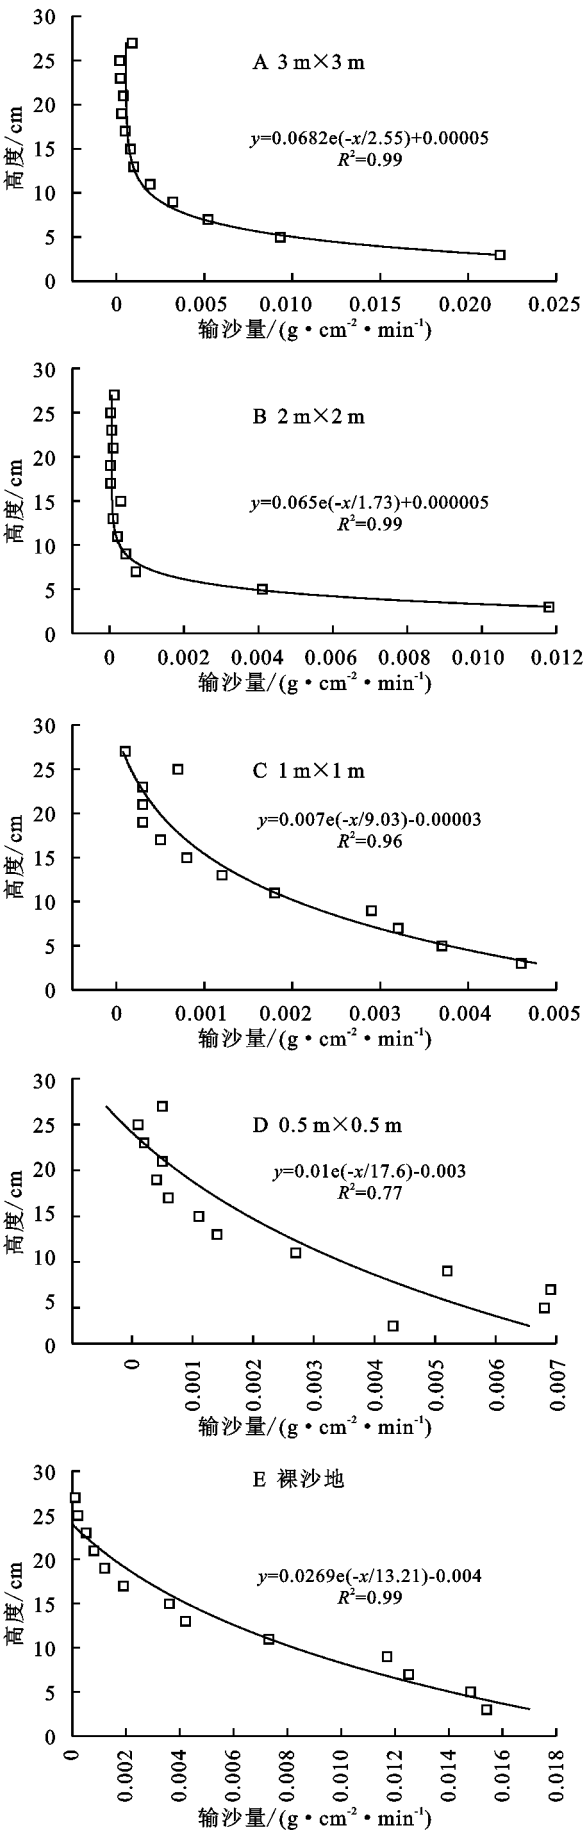 30
25
20
15
10
5
0
高度/cm
A 3 m×3 m
y=0.0682e(-x/2.55)+0.00005
R²=0.99
0 0.005 0.010 0.015 0.020 0.025
输沙量/(g·cm⁻²·min⁻¹)
30
25
20
15
10
5
0
高度/cm
B 2 m×2 m
y=0.065e(-x/1.73)+0.000005
R²=0.99
0 0.002 0.004 0.006 0.008 0.010 0.012
输沙量/(g·cm⁻²·min⁻¹)
30
25
20
15
10
5
0
高度/cm
C 1 m×1 m
y=0.007e(-x/9.03)-0.00003
R²=0.96
0 0.001 0.002 0.003 0.004 0.005
输沙量/(g·cm⁻²·min⁻¹)
30
25
20
15
10
5
0
高度/cm
D 0.5 m×0.5 m
y=0.01e(-x/17.6)-0.003
R²=0.77
0 0.001 0.002 0.003 0.004 0.005 0.006 0.007
输沙量/(g·cm⁻²·min⁻¹)
30
25
20
15
10
5
0
高度/cm
E 裸沙地
y=0.0269e(-x/13.21)-0.004
R²=0.99
0 0.002 0.004 0.006 0.008 0.010 0.012 0.014 0.016 0.018
输沙量/(g·cm⁻²·min⁻¹)